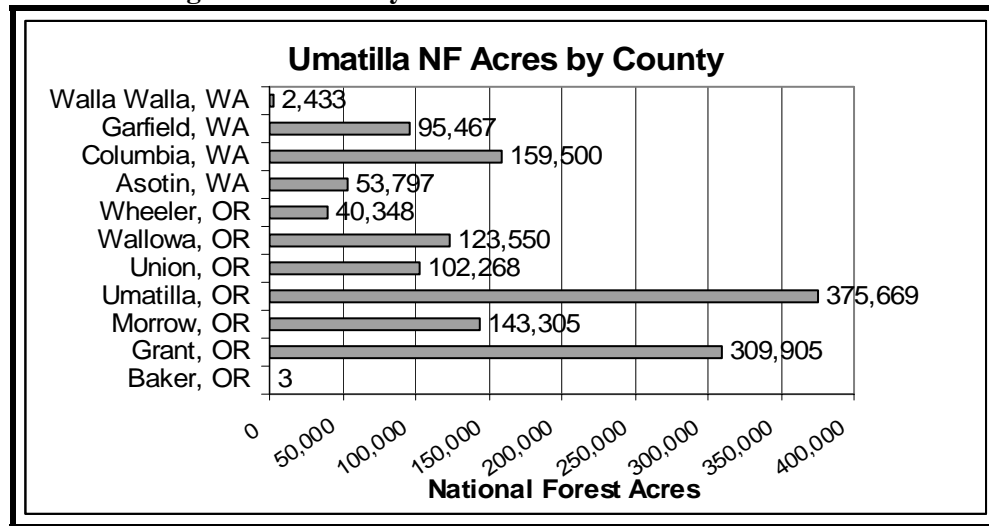 Umatilla NF Acres by County
Walla Walla, WA 2,433
Garfield, WA 95,467
Columbia, WA 159,500
Asotin, WA 53,797
Wheeler, OR 40,348
Wallowa, OR 123,550
Union, OR 102,268
Umatilla, OR 375,669
Morrow, OR 143,305
Grant, OR 309,905
Baker, OR 3
0 50,000 100,000 150,000 200,000 250,000 300,000 350,000 400,000
National Forest Acres